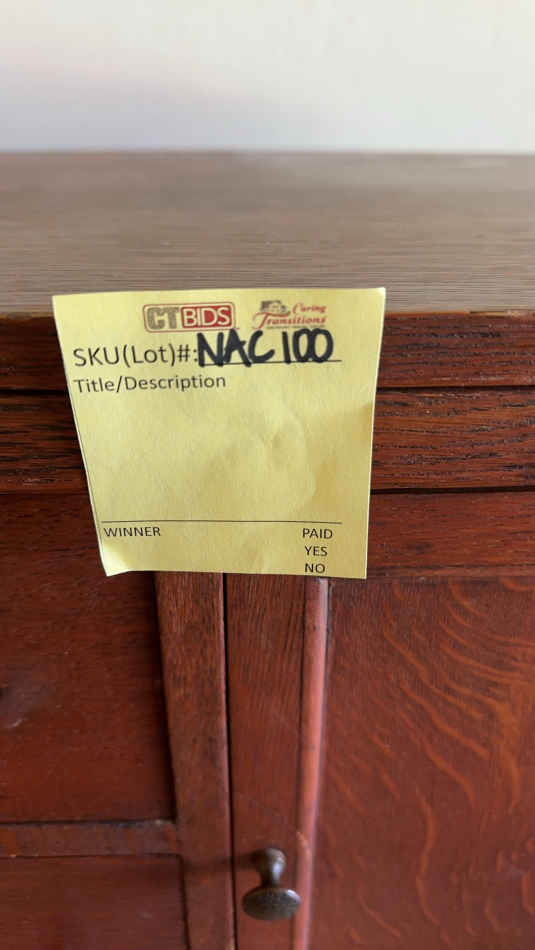 CTBIDS Caring Transitions
SKU(Lot)#: NAC100
Title/Description
WINNER PAID
YES
NO